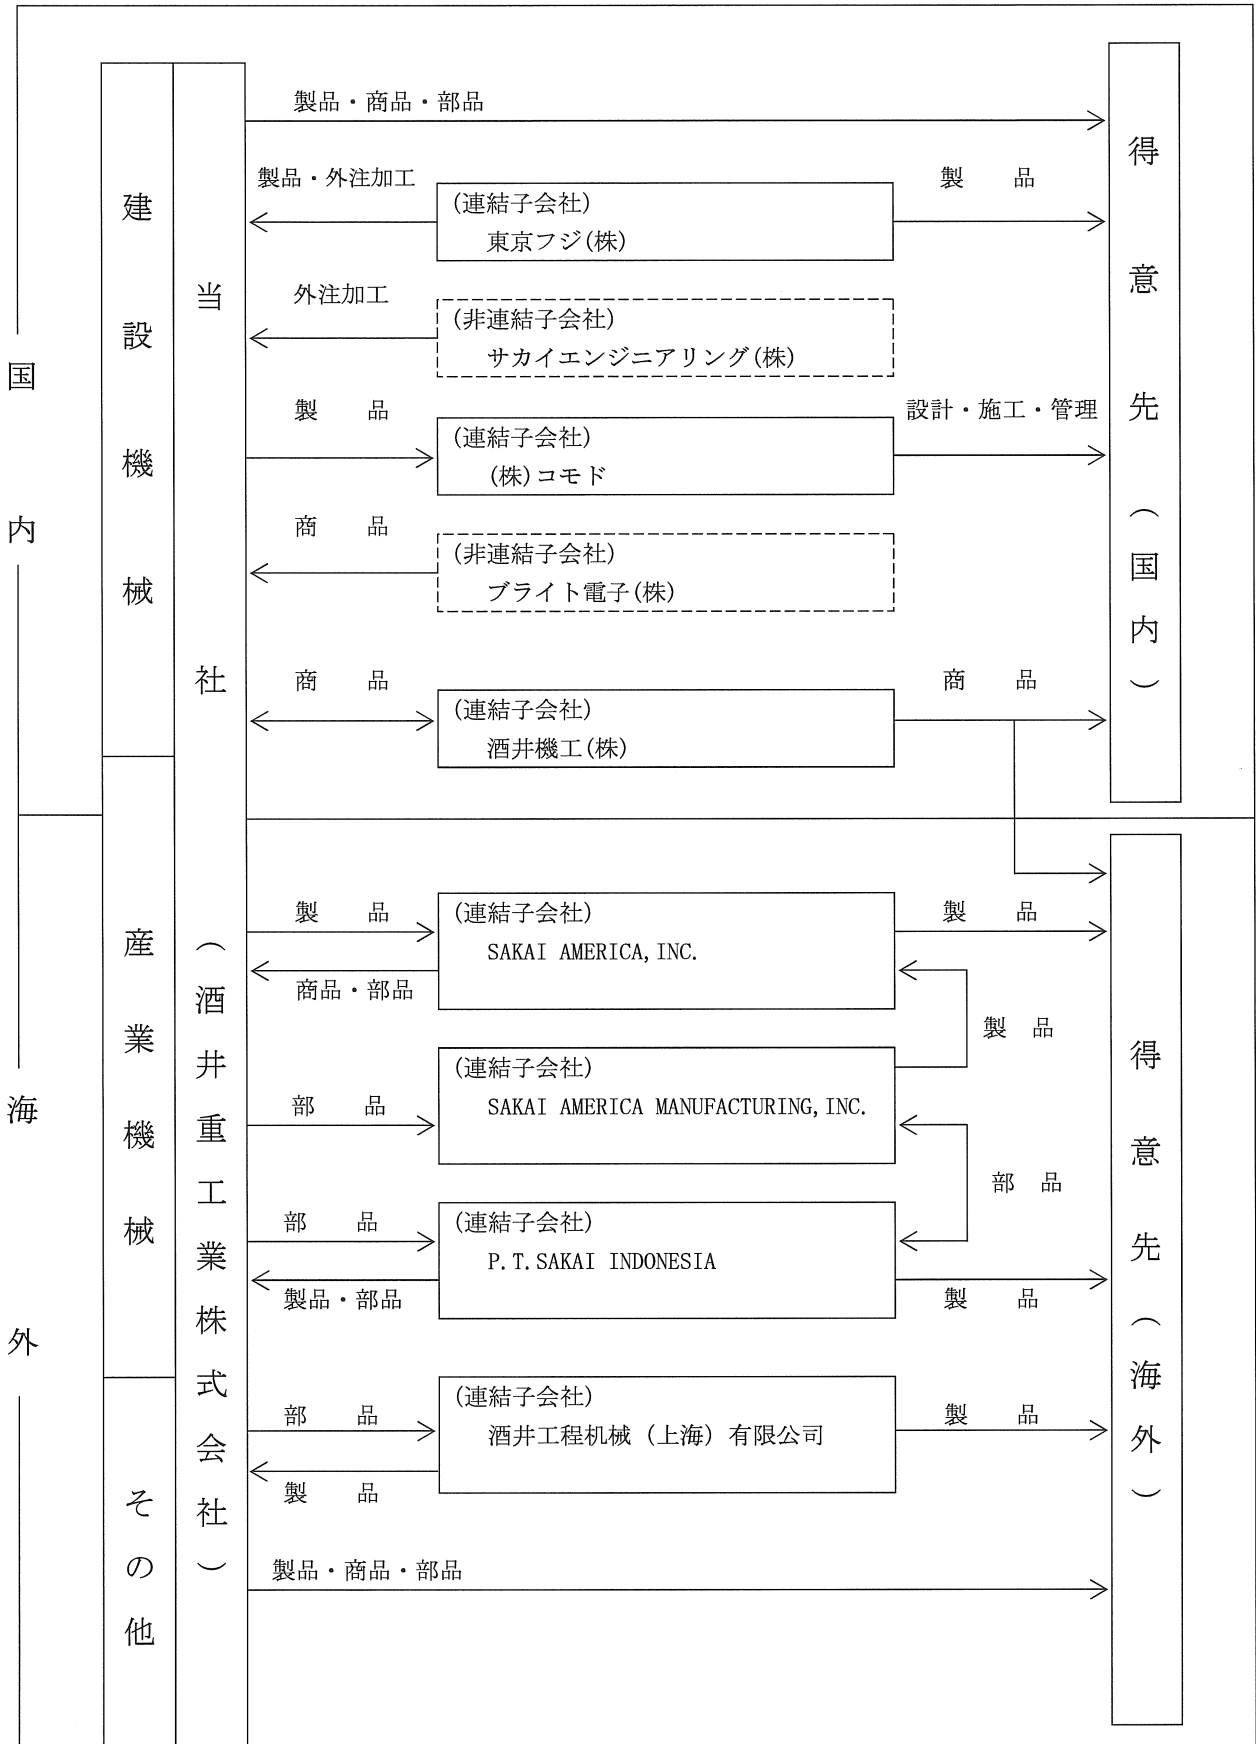 国内
海外
建設機械
産業機械
その他
当社（酒井重工業株式会社）
製品・商品・部品
製品・外注加工
(連結子会社)
東京フジ(株)
製 品
外注加工
(非連結子会社)
サカイエンジニアリング(株)
製 品
(連結子会社)
(株)コモド
設計・施工・管理
商 品
(非連結子会社)
ブライト電子(株)
商 品
(連結子会社)
酒井機工(株)
商 品
得意先（国内）
製 品
商品・部品
(連結子会社)
SAKAI AMERICA, INC.
製 品
製 品
部 品
(連結子会社)
SAKAI AMERICA MANUFACTURING, INC.
部 品
部 品
製品・部品
(連結子会社)
P.T. SAKAI INDONESIA
製 品
部 品
製 品
(連結子会社)
酒井工程机械（上海）有限公司
製 品
製品・商品・部品
得意先（海外）